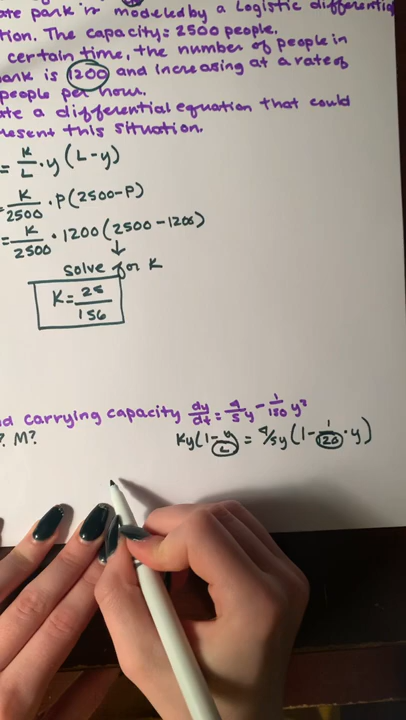 ate park is modeled by a Logistic differentia
tion. The capacity = 2500 people.
certain time, the number of people in
ark is 1200 and increasing at a rate of
people per hour.
ate a differential equation that could
resent this situation.
= K/L · y (L-y)
= K/2500 · P(2500-P)
= K/2500 · 1200(2500-1200)
↓
solve for K
K = 25/156
nd carrying capacity dy/dt = 4/5 y - 1/150 y²
? M?
Ky(1- y/L) = 4/5y(1- 1/120 · y)